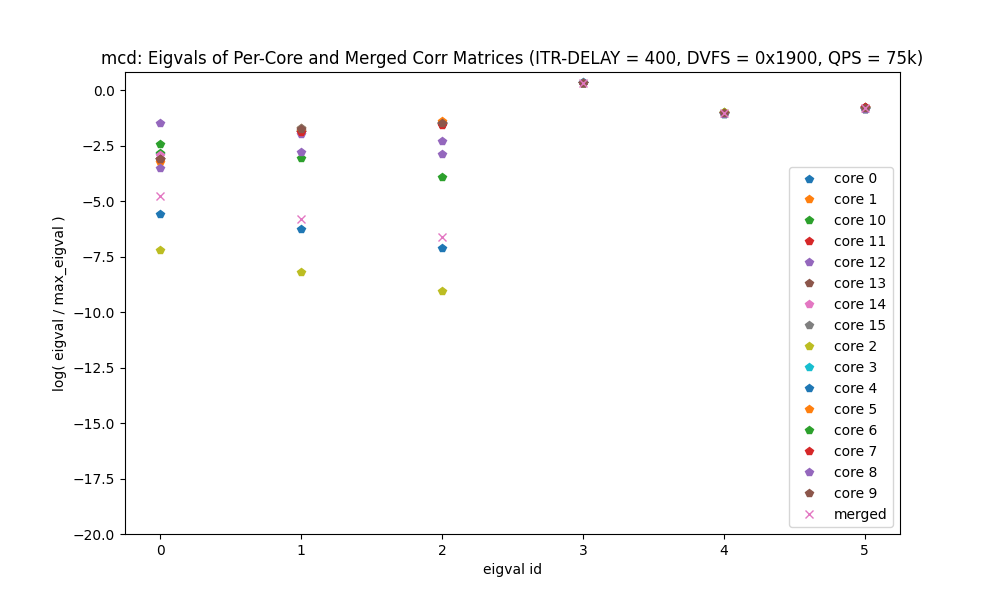 mcd: Eigvals of Per-Core and Merged Corr Matrices (ITR-DELAY = 400, DVFS = 0x1900, QPS = 75k)
log( eigval / max_eigval )
0.0
−2.5
−5.0
−7.5
−10.0
−12.5
−15.0
−17.5
−20.0
core 0
core 1
core 10
core 11
core 12
core 13
core 14
core 15
core 2
core 3
core 4
core 5
core 6
core 7
core 8
core 9
merged
0 1 2 3 4 5
eigval id